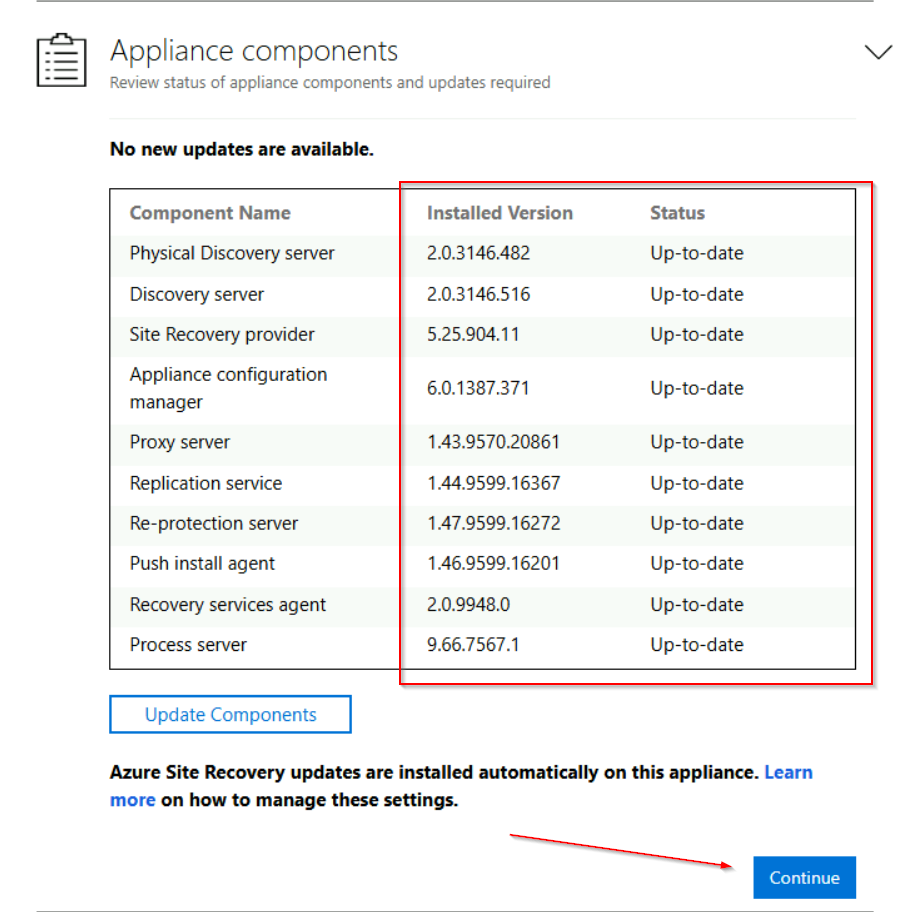 Appliance components
Review status of appliance components and updates required
No new updates are available.
Component Name Installed Version Status
Physical Discovery server 2.0.3146.482 Up-to-date
Discovery server 2.0.3146.516 Up-to-date
Site Recovery provider 5.25.904.11 Up-to-date
Appliance configuration
manager 6.0.1387.371 Up-to-date
Proxy server 1.43.9570.20861 Up-to-date
Replication service 1.44.9599.16367 Up-to-date
Re-protection server 1.47.9599.16272 Up-to-date
Push install agent 1.46.9599.16201 Up-to-date
Recovery services agent 2.0.9948.0 Up-to-date
Process server 9.66.7567.1 Up-to-date
Update Components
Azure Site Recovery updates are installed automatically on this appliance. Learn
more on how to manage these settings.
Continue